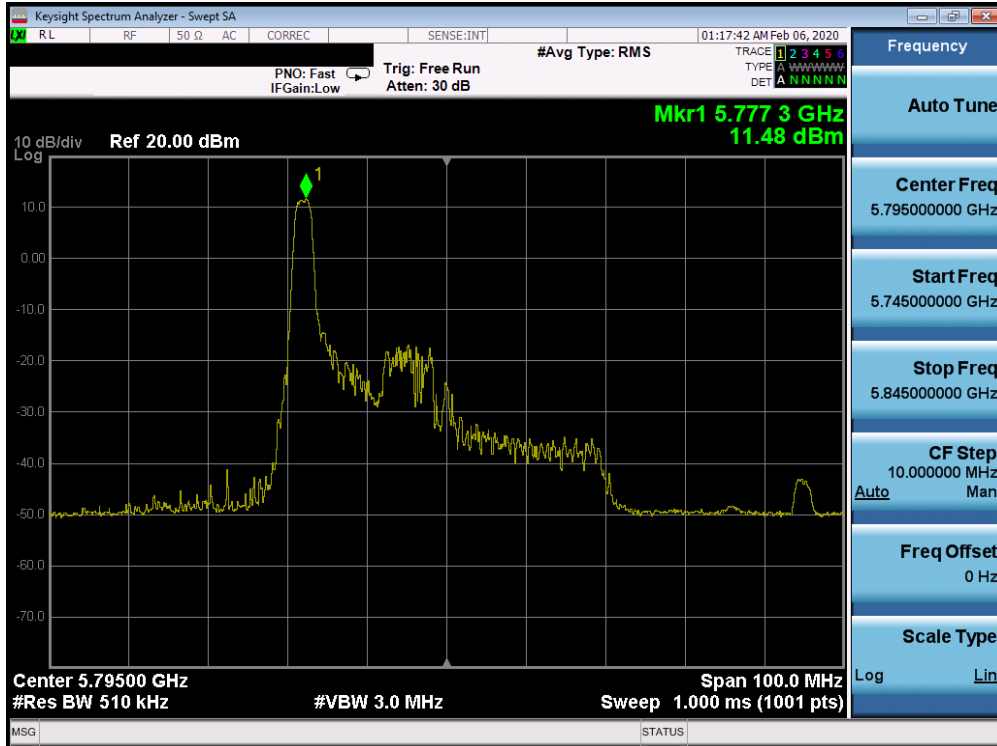 Keysight Spectrum Analyzer - Swept SA
LXI RL RF 50 Ω AC CORREC SENSE:INT 01:17:42 AM Feb 06, 2020
#Avg Type: RMS
TRACE 1 2 3 4 5 6
TYPE A WWWWW
DET A N N N N N
PNO: Fast Trig: Free Run
IFGain:Low Atten: 30 dB
Mkr1 5.777 3 GHz
11.48 dBm
10 dB/div Ref 20.00 dBm
Log
1
10.0
0.00
-10.0
-20.0
-30.0
-40.0
-50.0
-60.0
-70.0
Center 5.79500 GHz Span 100.0 MHz
#Res BW 510 kHz #VBW 3.0 MHz Sweep 1.000 ms (1001 pts)
MSG STATUS
Frequency
Auto Tune
Center Freq
5.795000000 GHz
Start Freq
5.745000000 GHz
Stop Freq
5.845000000 GHz
CF Step
10.000000 MHz
Auto Man
Freq Offset
0 Hz
Scale Type
Log Lin